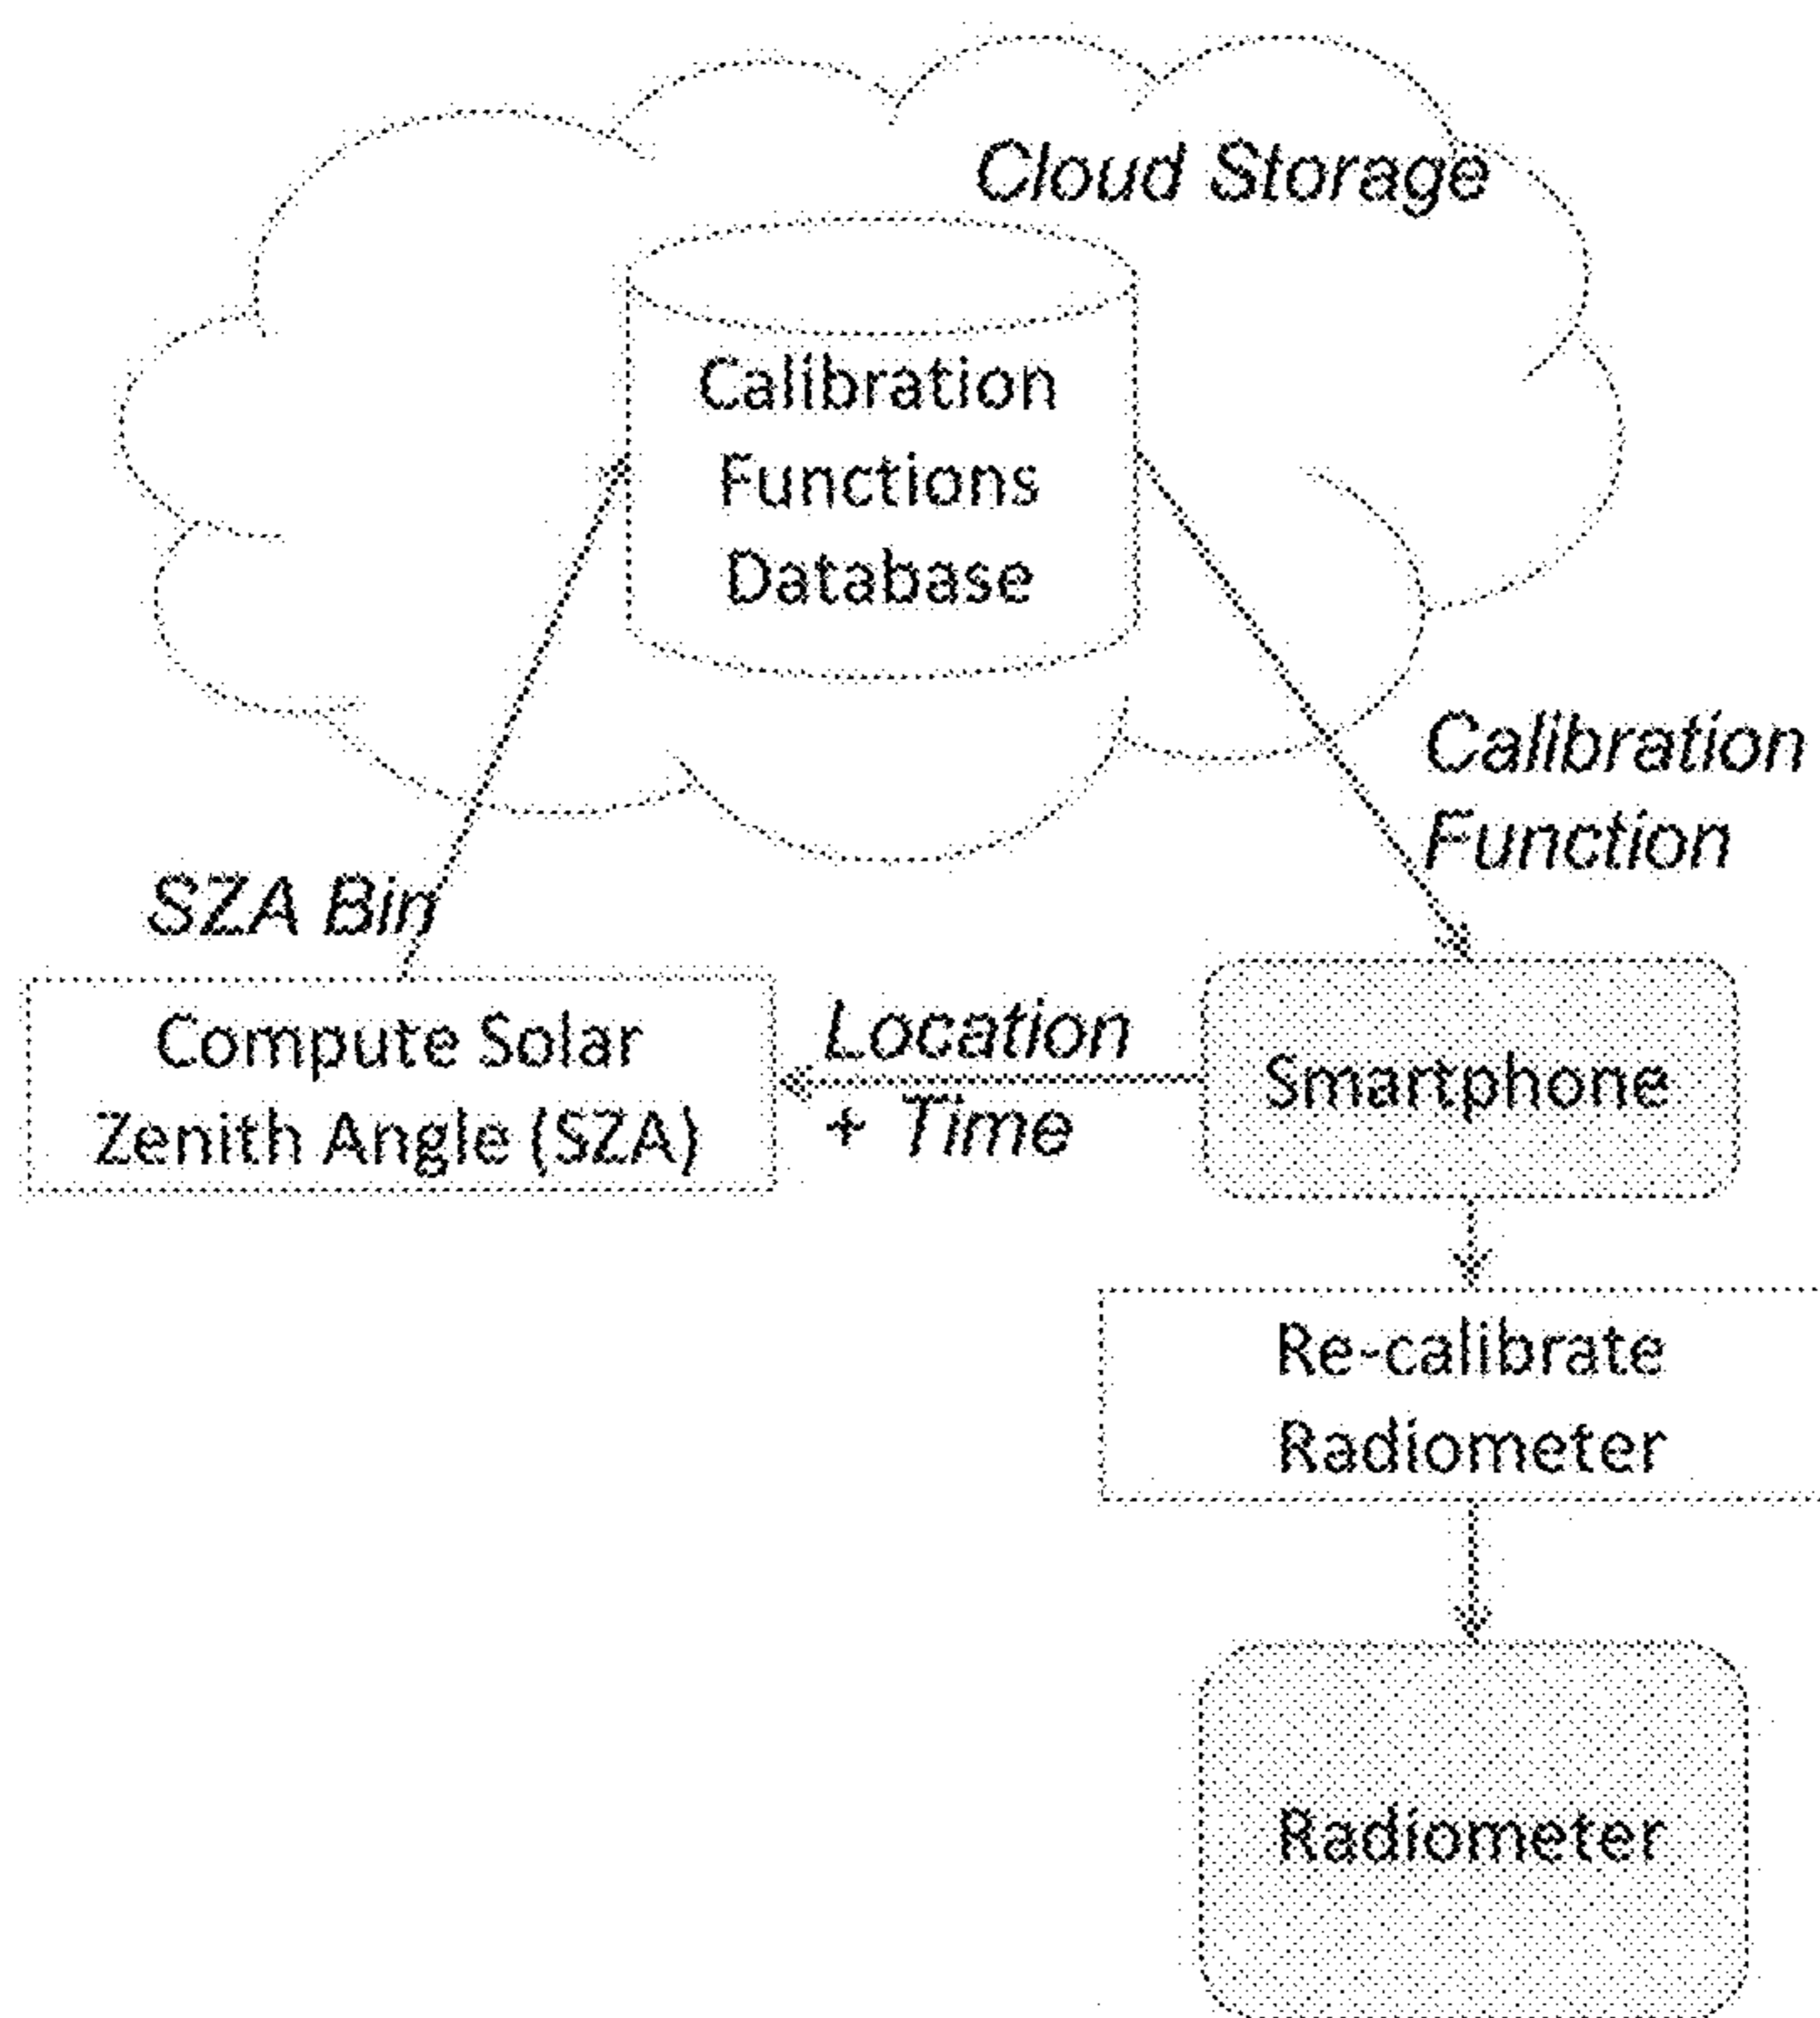 Cloud Storage
Calibration
Functions
Database
Calibration
Function
SZA Bin
Compute Solar
Zenith Angle (SZA)
Location
+ Time
Smartphone
Re-calibrate
Radiometer
Radiometer